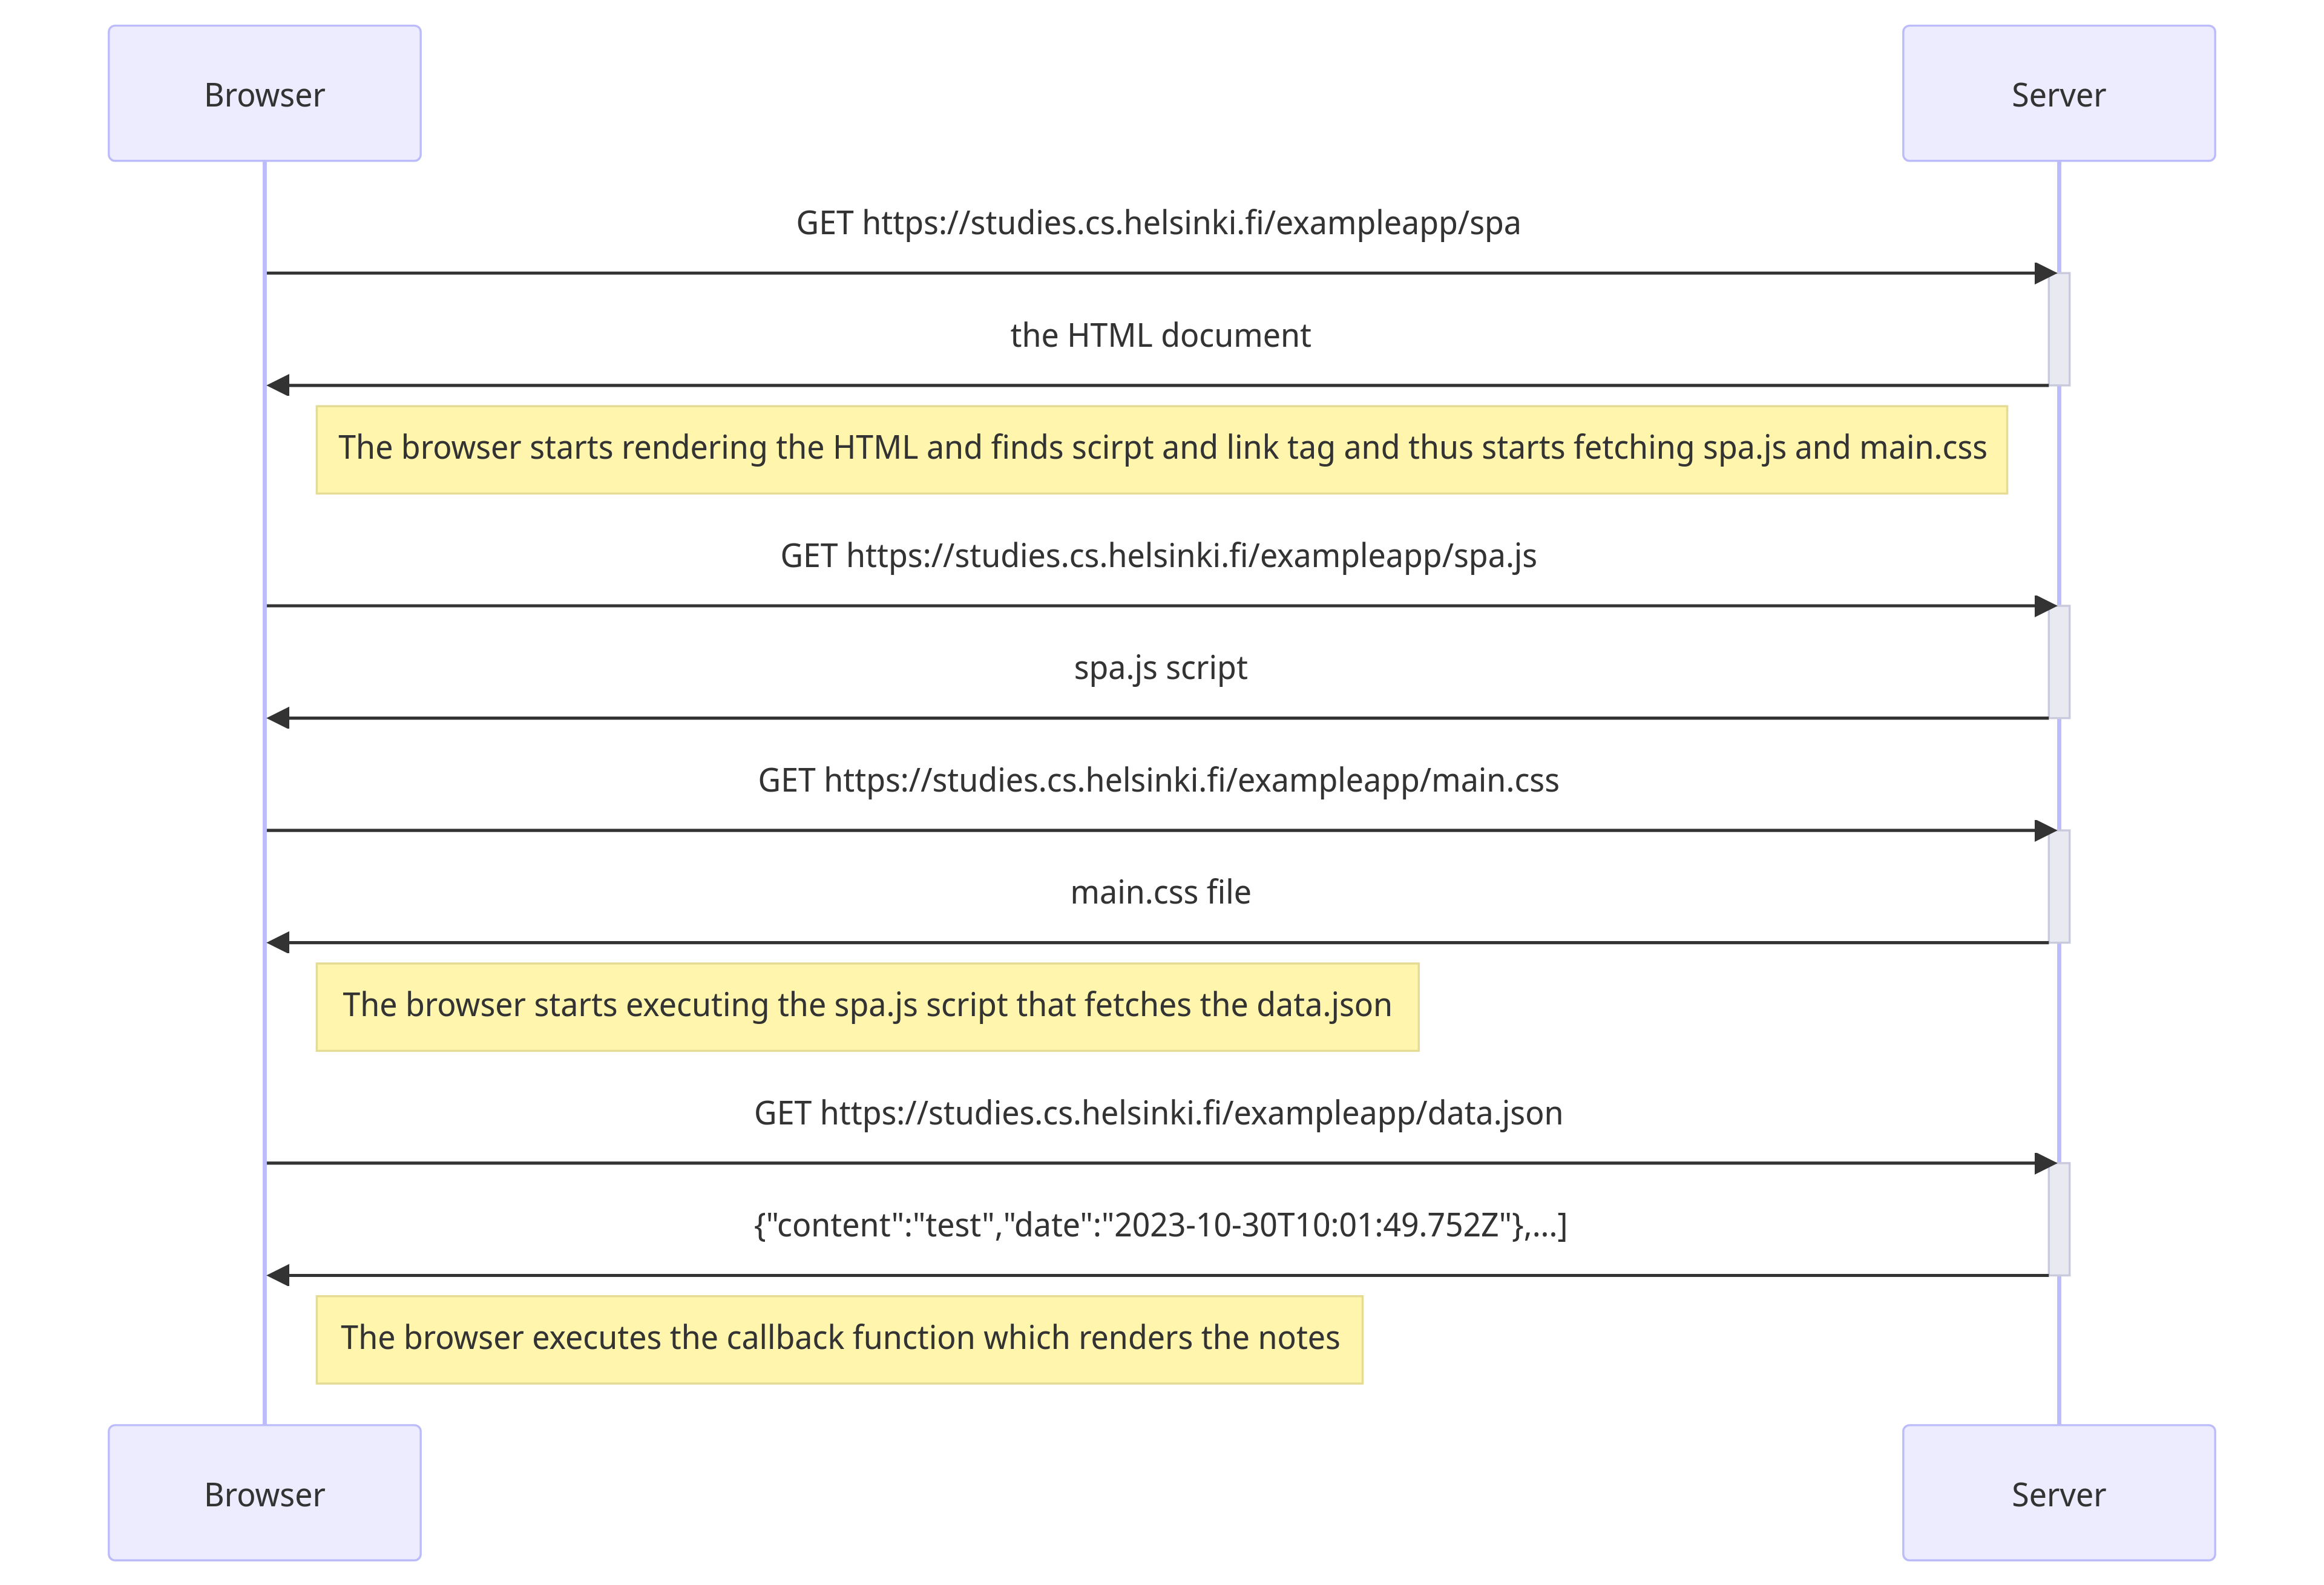 Browser
Server
GET https://studies.cs.helsinki.fi/exampleapp/spa
the HTML document
The browser starts rendering the HTML and finds scirpt and link tag and thus starts fetching spa.js and main.css
GET https://studies.cs.helsinki.fi/exampleapp/spa.js
spa.js script
GET https://studies.cs.helsinki.fi/exampleapp/main.css
main.css file
The browser starts executing the spa.js script that fetches the data.json
GET https://studies.cs.helsinki.fi/exampleapp/data.json
{"content":"test","date":"2023-10-30T10:01:49.752Z"},...]
The browser executes the callback function which renders the notes
Browser
Server